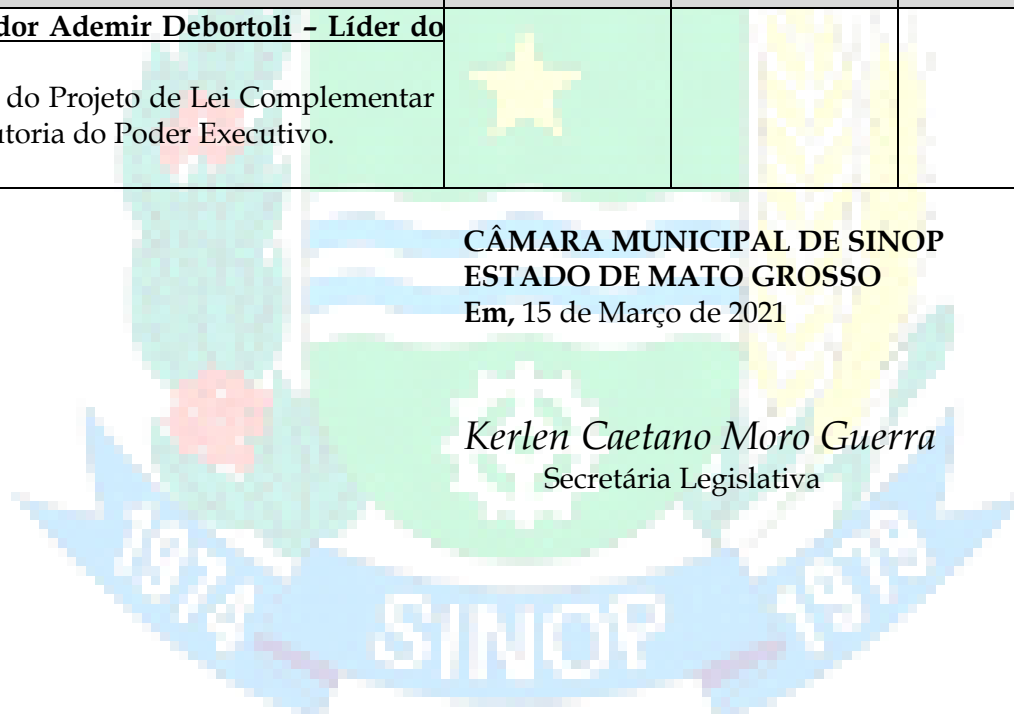 dor Ademir Debortoli – Líder do
do Projeto de Lei Complementar
utoria do Poder Executivo.
CÂMARA MUNICIPAL DE SINOP
ESTADO DE MATO GROSSO
Em, 15 de Março de 2021
Kerlen Caetano Moro Guerra
Secretária Legislativa
1974 SINOP 1979